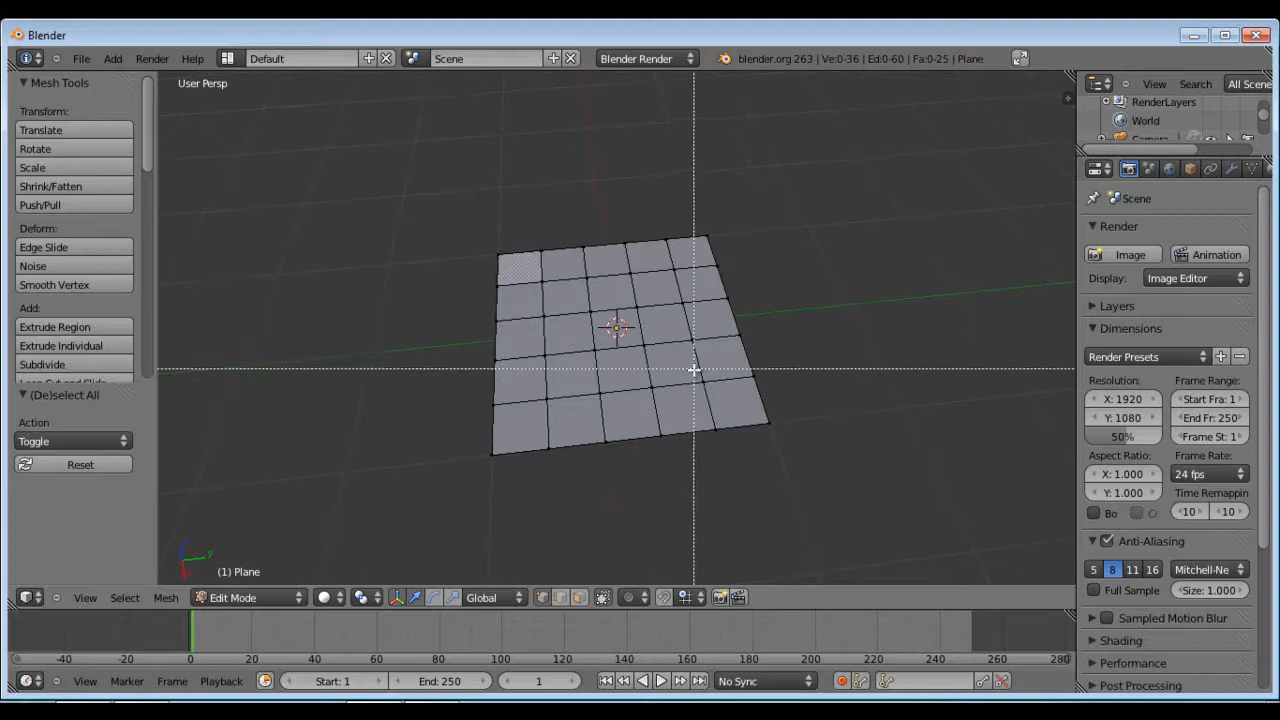 Blender
File Add Render Help Default Scene Blender Render blender.org 263 | Ve:0-36 | Ed:0-60 | Fa:0-25 | Plane
Mesh Tools
Transform:
Translate
Rotate
Scale
Shrink/Fatten
Push/Pull
Deform:
Edge Slide
Noise
Smooth Vertex
Add:
Extrude Region
Extrude Individual
Subdivide
(De)select All
Action
Toggle
Reset
User Persp
y
(1) Plane
View Select Mesh Edit Mode Global
-40 -20 0 20 40 60 80 100 120 140 160 180 200 220 240 260 280
View Marker Frame Playback Start: 1 End: 250 1 No Sync
View Search All Scene
RenderLayers
World
Camera
Scene
Render
Image Animation
Display: Image Editor
Layers
Dimensions
Render Presets
Resolution: Frame Range:
X: 1920 Start Fra: 1
Y: 1080 End Fr: 250
50% Frame St: 1
Aspect Ratio: Frame Rate:
X: 1.000 24 fps
Y: 1.000 Time Remappin
Bo Cr 10 10
Anti-Aliasing
5 8 11 16 Mitchell-Ne
Full Sample Size: 1.000
Sampled Motion Blur
Shading
Performance
Post Processing